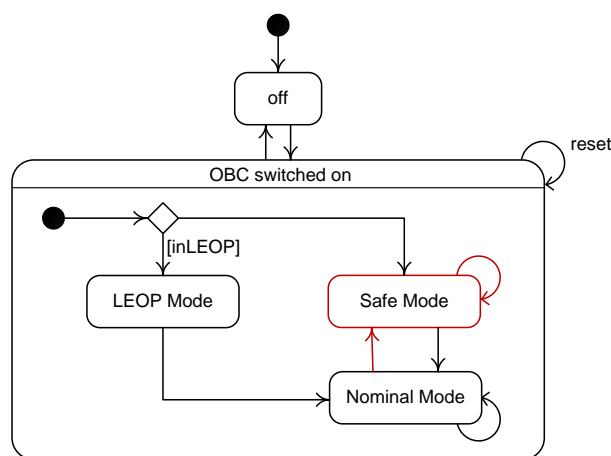 off
reset
OBC switched on
[inLEOP]
LEOP Mode
Safe Mode
Nominal Mode